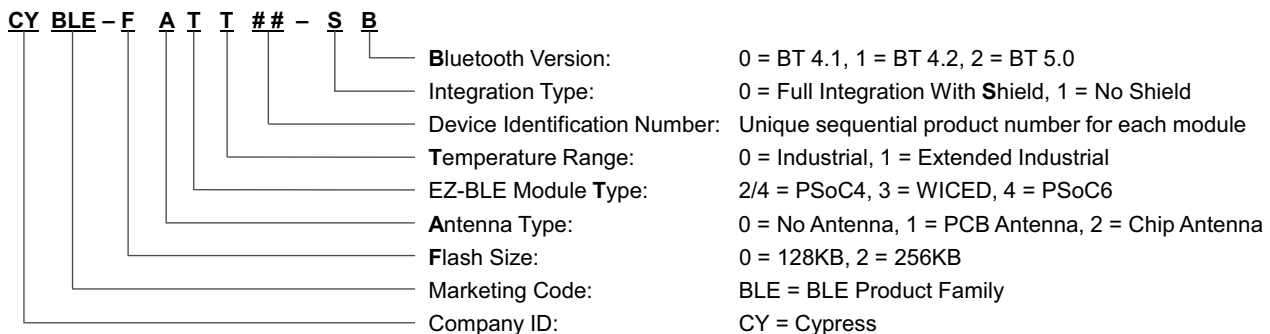 CY BLE – F A T T ## – S B
Bluetooth Version: 0 = BT 4.1, 1 = BT 4.2, 2 = BT 5.0
Integration Type: 0 = Full Integration With Shield, 1 = No Shield
Device Identification Number: Unique sequential product number for each module
Temperature Range: 0 = Industrial, 1 = Extended Industrial
EZ-BLE Module Type: 2/4 = PSoC4, 3 = WICED, 4 = PSoC6
Antenna Type: 0 = No Antenna, 1 = PCB Antenna, 2 = Chip Antenna
Flash Size: 0 = 128KB, 2 = 256KB
Marketing Code: BLE = BLE Product Family
Company ID: CY = Cypress